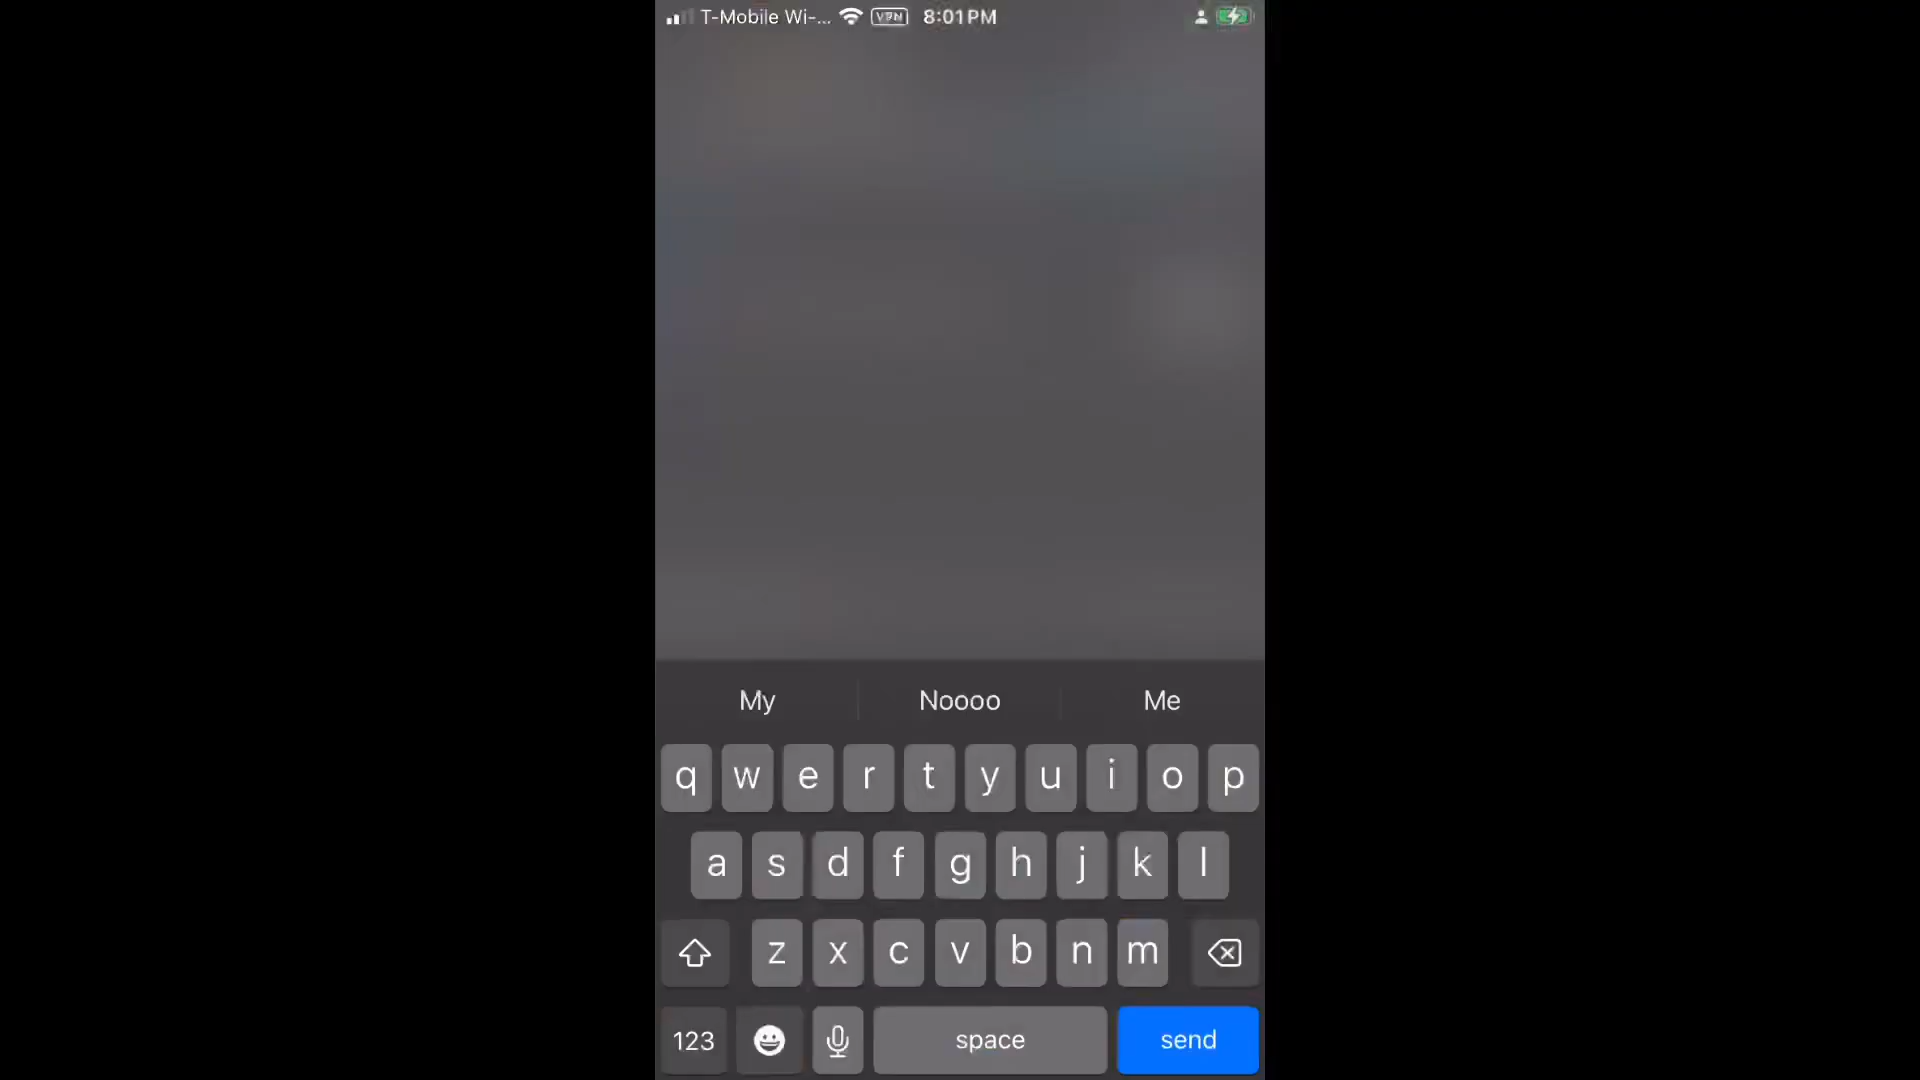 T-Mobile Wi-... VPN 8:01 PM
My Noooo Me
q w e r t y u i o p
a s d f g h j k l
z x c v b n m
123 space send